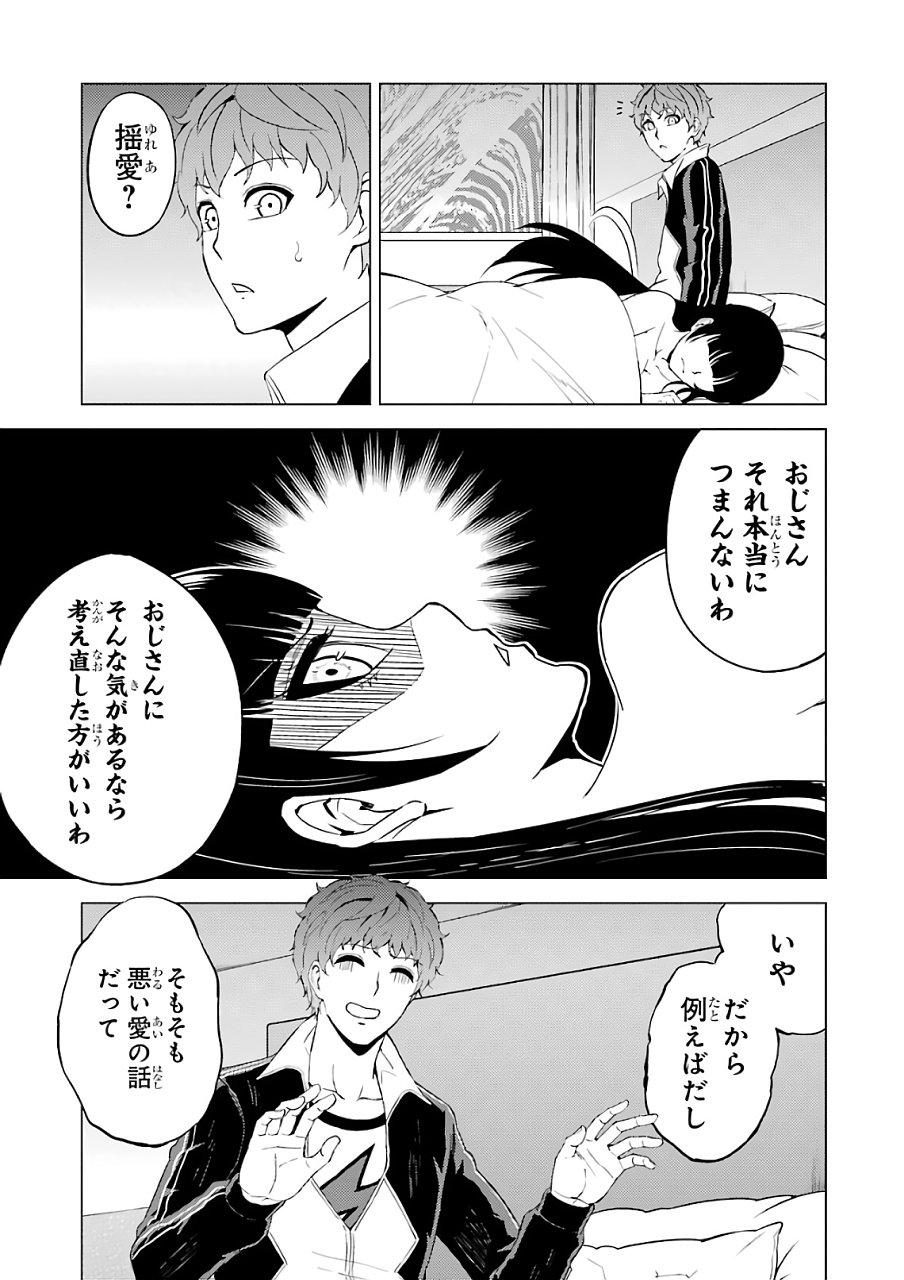 揺愛?
おじさん
それ本当に
つまんないわ
おじさんに
そんな気があるなら
考え直した方がいいわ
いや
だから
例えばだし
そもそも
悪い愛の話
だって